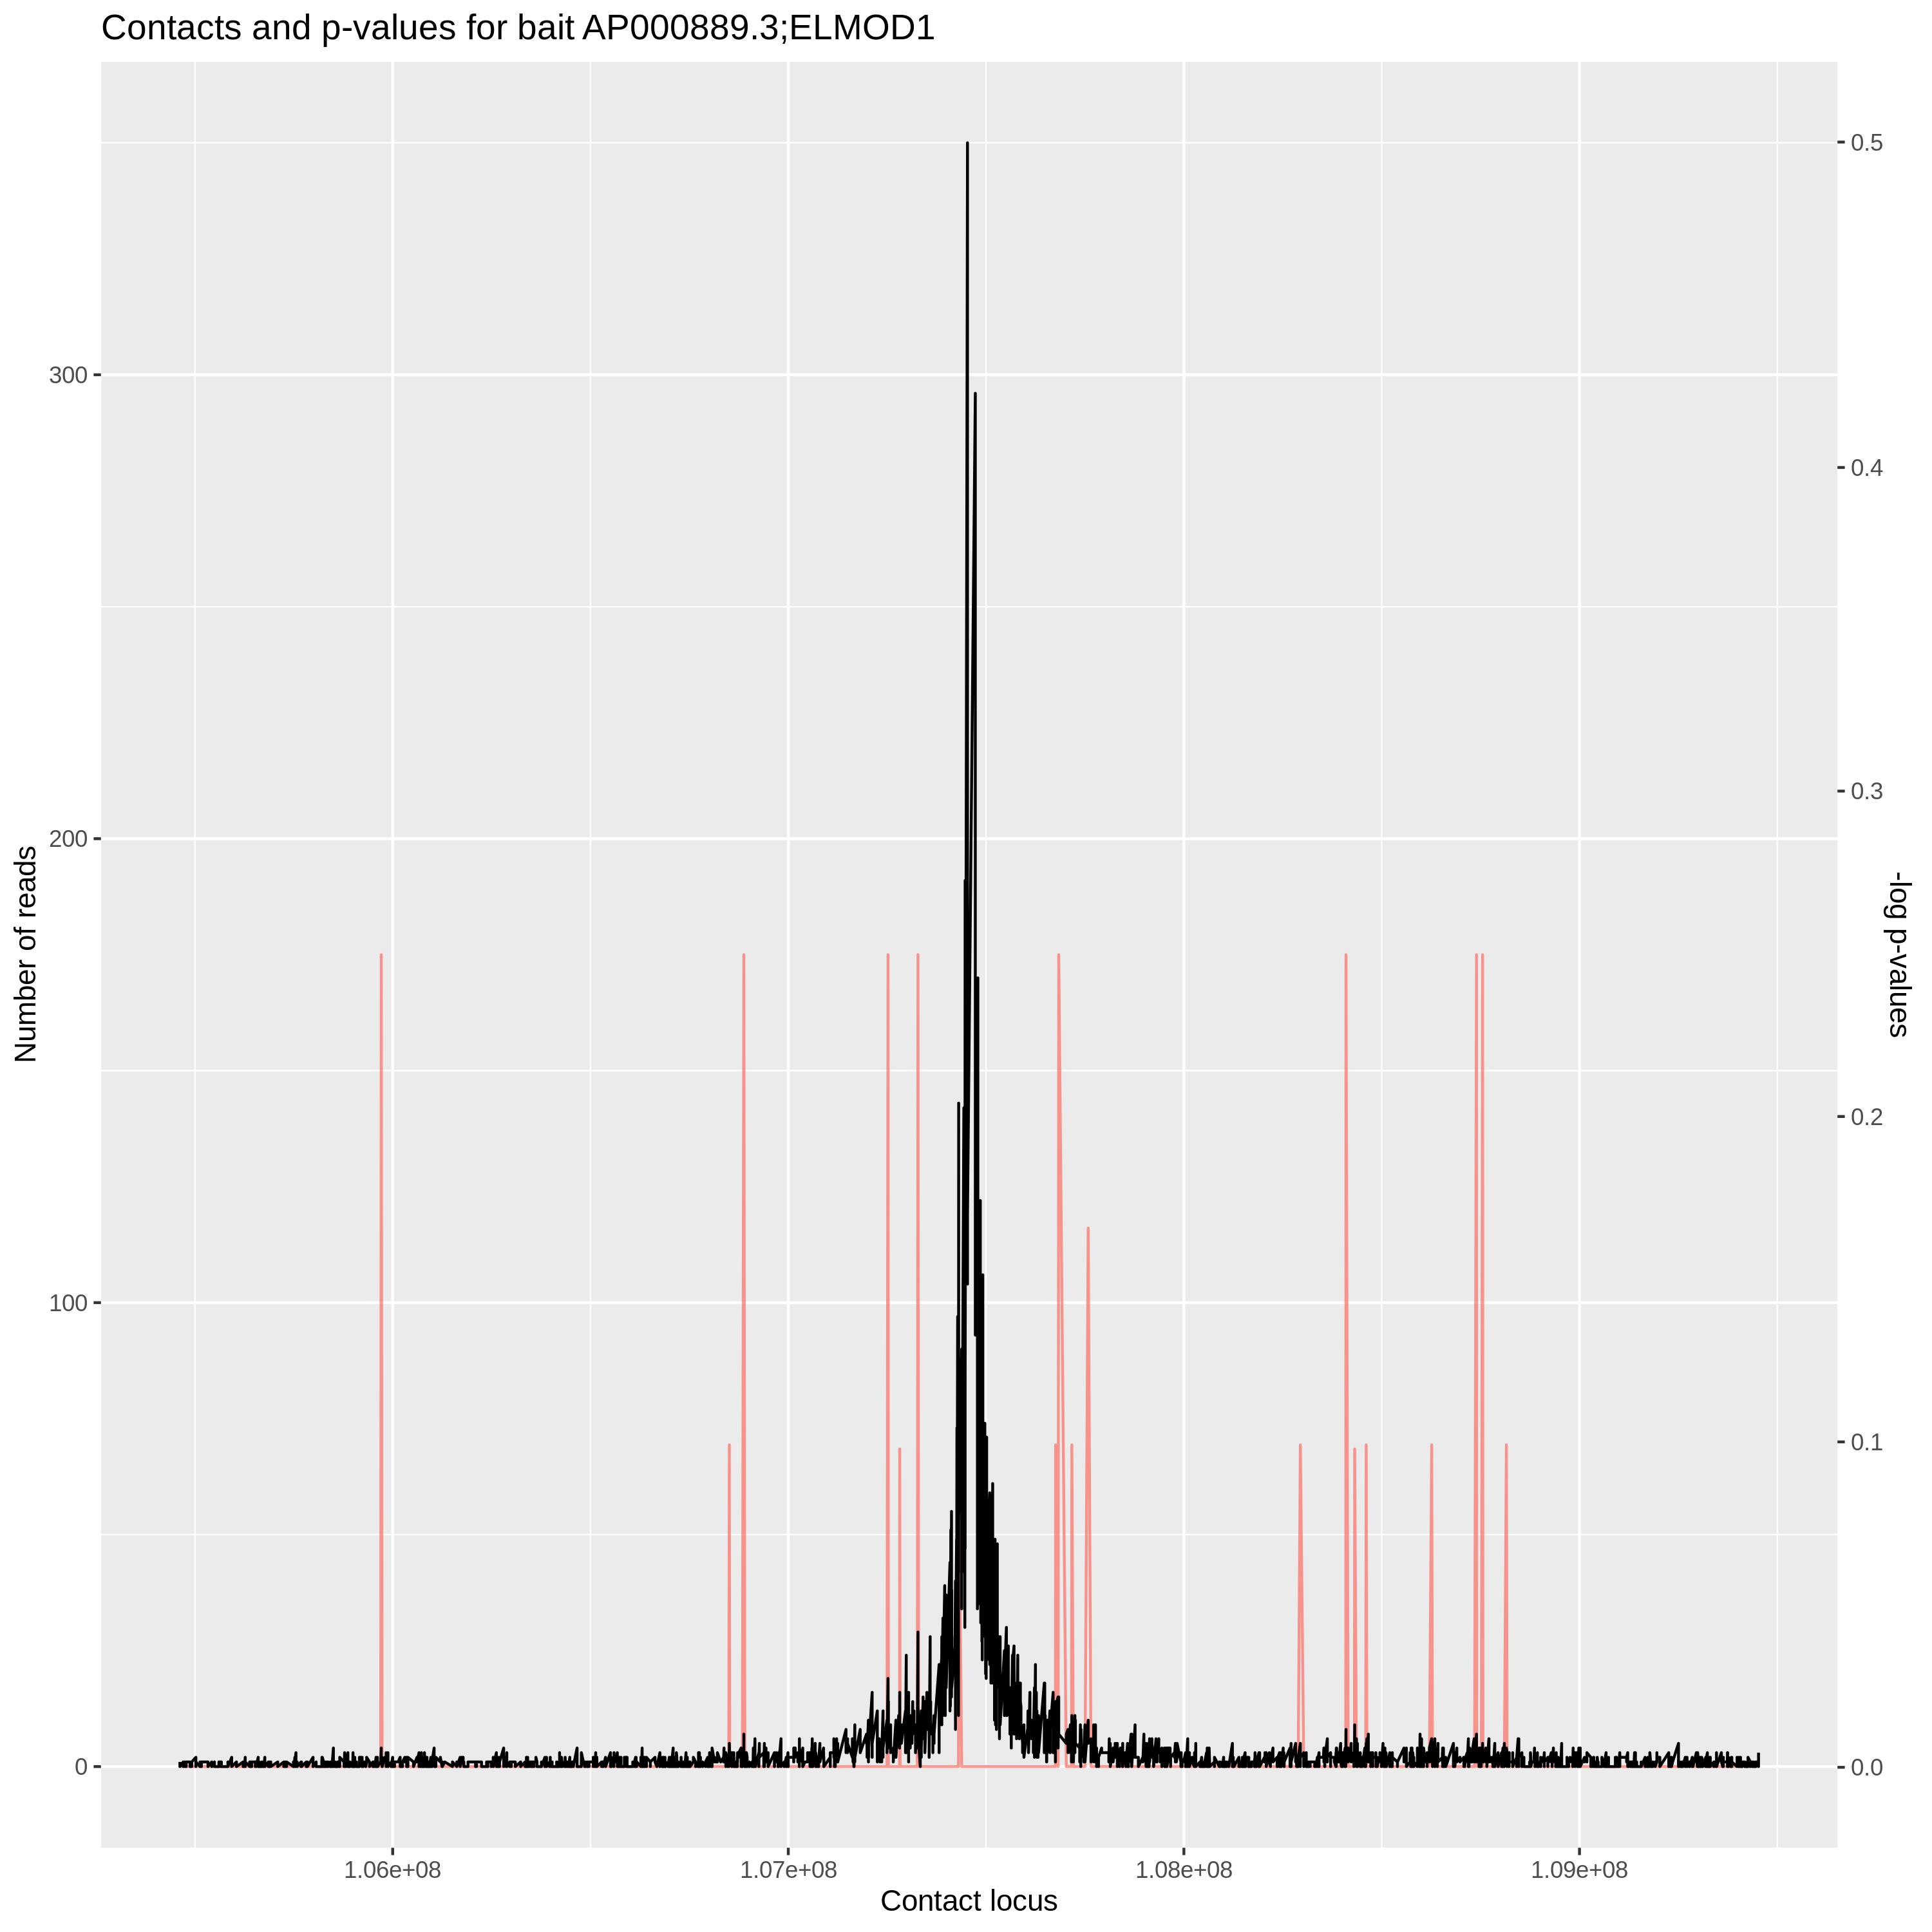 Contacts and p-values for bait AP000889.3;ELMOD1
Number of reads
300
200
100
0
0.5
0.4
0.3
0.2
0.1
0.0
-log p-values
1.06e+08
1.07e+08
1.08e+08
1.09e+08
Contact locus